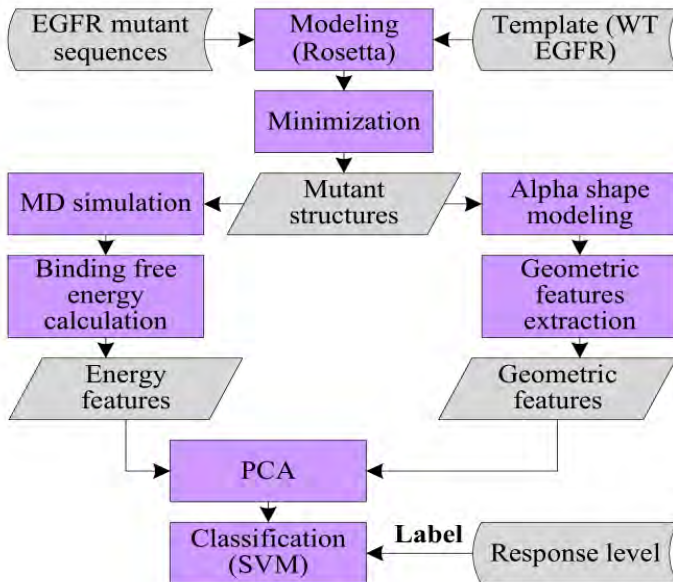 EGFR mutant
sequences
Modeling
(Rosetta)
Template (WT
EGFR)
Minimization
MD simulation
Mutant
structures
Alpha shape
modeling
Binding free
energy
calculation
Geometric
features
extraction
Energy
features
Geometric
features
PCA
Classification
(SVM)
Label
Response level